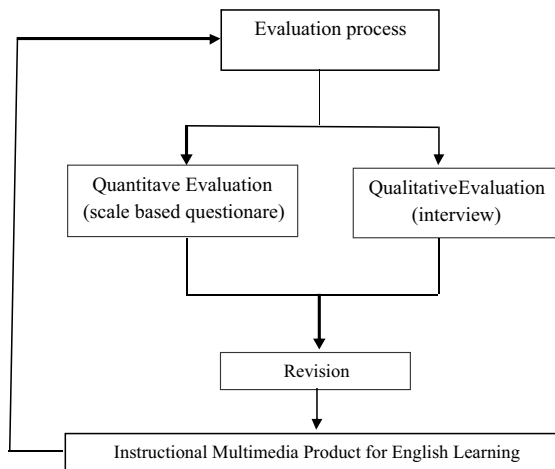 Evaluation process
Quantitave Evaluation
(scale based questionare)
QualitativeEvaluation
(interview)
Revision
Instructional Multimedia Product for English Learning